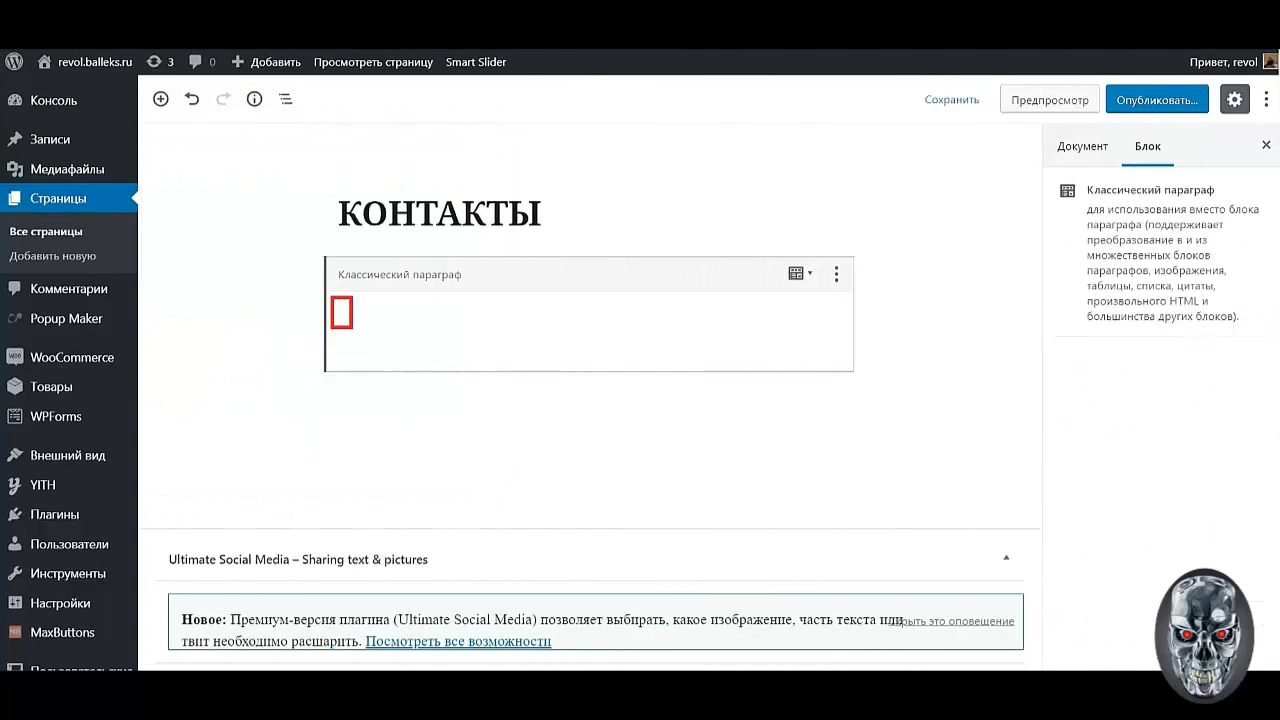 revol.balleks.ru 3 0 Добавить Просмотреть страницу Smart Slider Привет, revol
Консоль
Записи
Медиафайлы
Страницы
Все страницы
Добавить новую
Комментарии
Popup Maker
WooCommerce
Товары
WPForms
Внешний вид
YITH
Плагины
Пользователи
Инструменты
Настройки
MaxButtons
Сохранить Предпросмотр Опубликовать...
КОНТАКТЫ
Классический параграф
Документ Блок
Классический параграф
для использования вместо блока
параграфа (поддерживает
преобразование в и из
множественных блоков
параграфов, изображения,
таблицы, списка, цитаты,
произвольного HTML и
большинства других блоков).
Ultimate Social Media – Sharing text & pictures
Новое: Премиум-версия плагина (Ultimate Social Media) позволяет выбирать, какое изображение, часть текста или
это оповещение
твит необходимо расшарить. Посмотреть все возможности